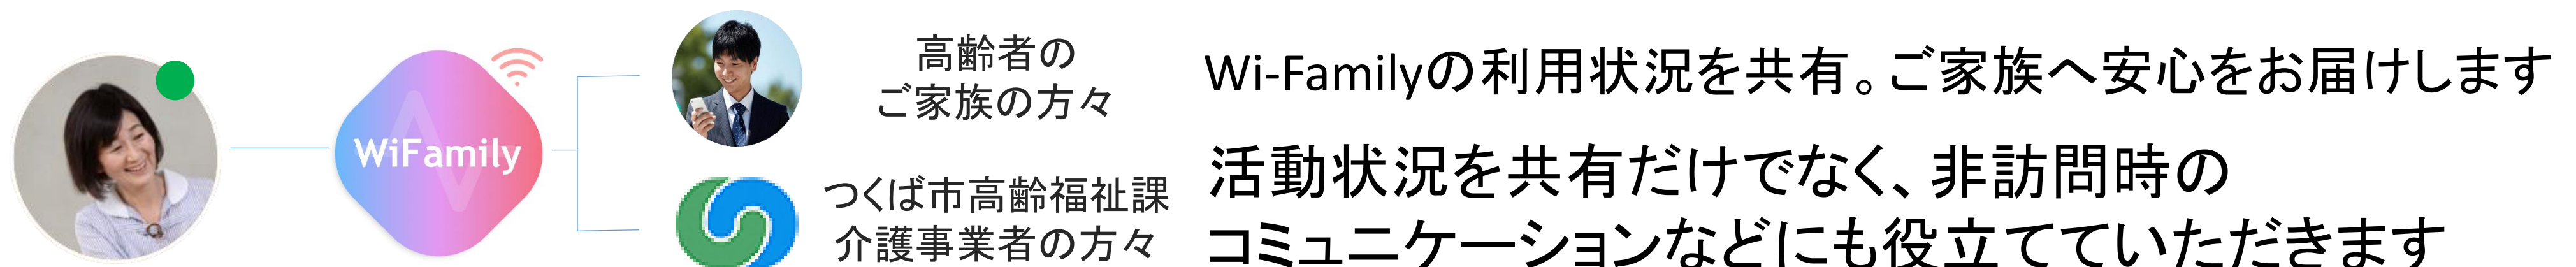 WiFamily
高齢者の
ご家族の方々
Wi-Familyの利用状況を共有。ご家族へ安心をお届けします
つくば市高齢福祉課
介護事業者の方々
活動状況を共有だけでなく、非訪問時の
コミュニケーションなどにも役立てていただきます